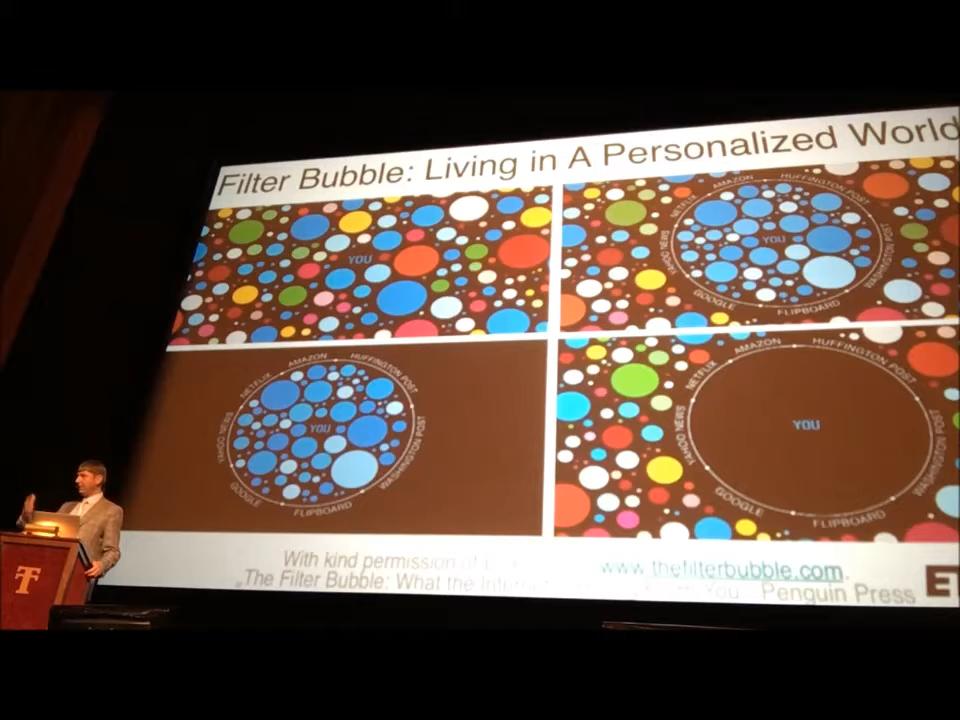 Filter Bubble: Living in A Personalized World
YOU
NETFLIX AMAZON HUFFINGTON POST
YAHOO NEWS YOU WASHINGTON POST
GOOGLE FLIPBOARD
NETFLIX AMAZON HUFFINGTON POST
YAHOO NEWS YOU WASHINGTON POST
GOOGLE FLIPBOARD
NETFLIX AMAZON HUFFINGTON POST
YAHOO NEWS YOU WASHINGTON POST
GOOGLE FLIPBOARD
With kind permission of www.thefilterbubble.com.
The Filter Bubble: What the You Penguin Press
ET
TF